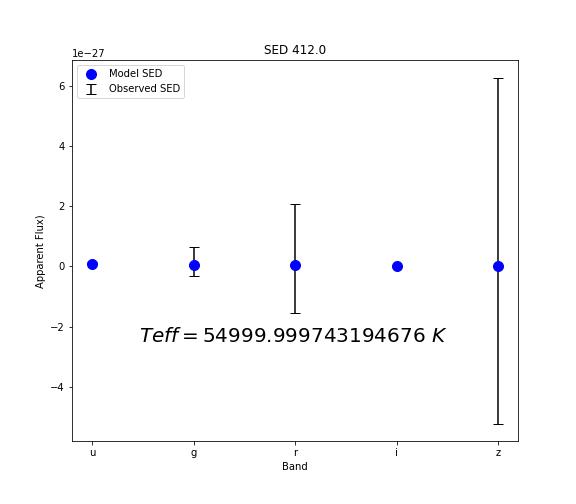 SED 412.0
1e−27
Model SED
Observed SED
6
4
2
0
−2
−4
Apparent Flux)
Teff = 54999.999743194676 K
u g r i z
Band